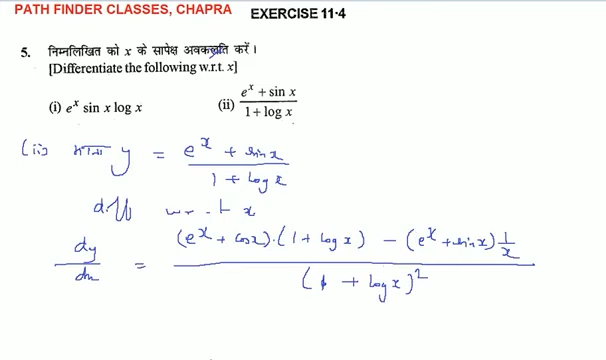 PATH FINDER CLASSES, CHAPRA
EXERCISE 11·4
5. निम्नलिखित को x के सापेक्ष अवकलित करें ।
[Differentiate the following w.r.t. x]
(i) e^x sin x log x (ii) (e^x + sin x)/(1 + log x)
(ii) माना y = (e^x + sin x)/(1 + log x)
diff w.r.t x
dy/dx = ((e^x + cos x)·(1 + log x) − (e^x + sin x) 1/x)/(1 + log x)^2